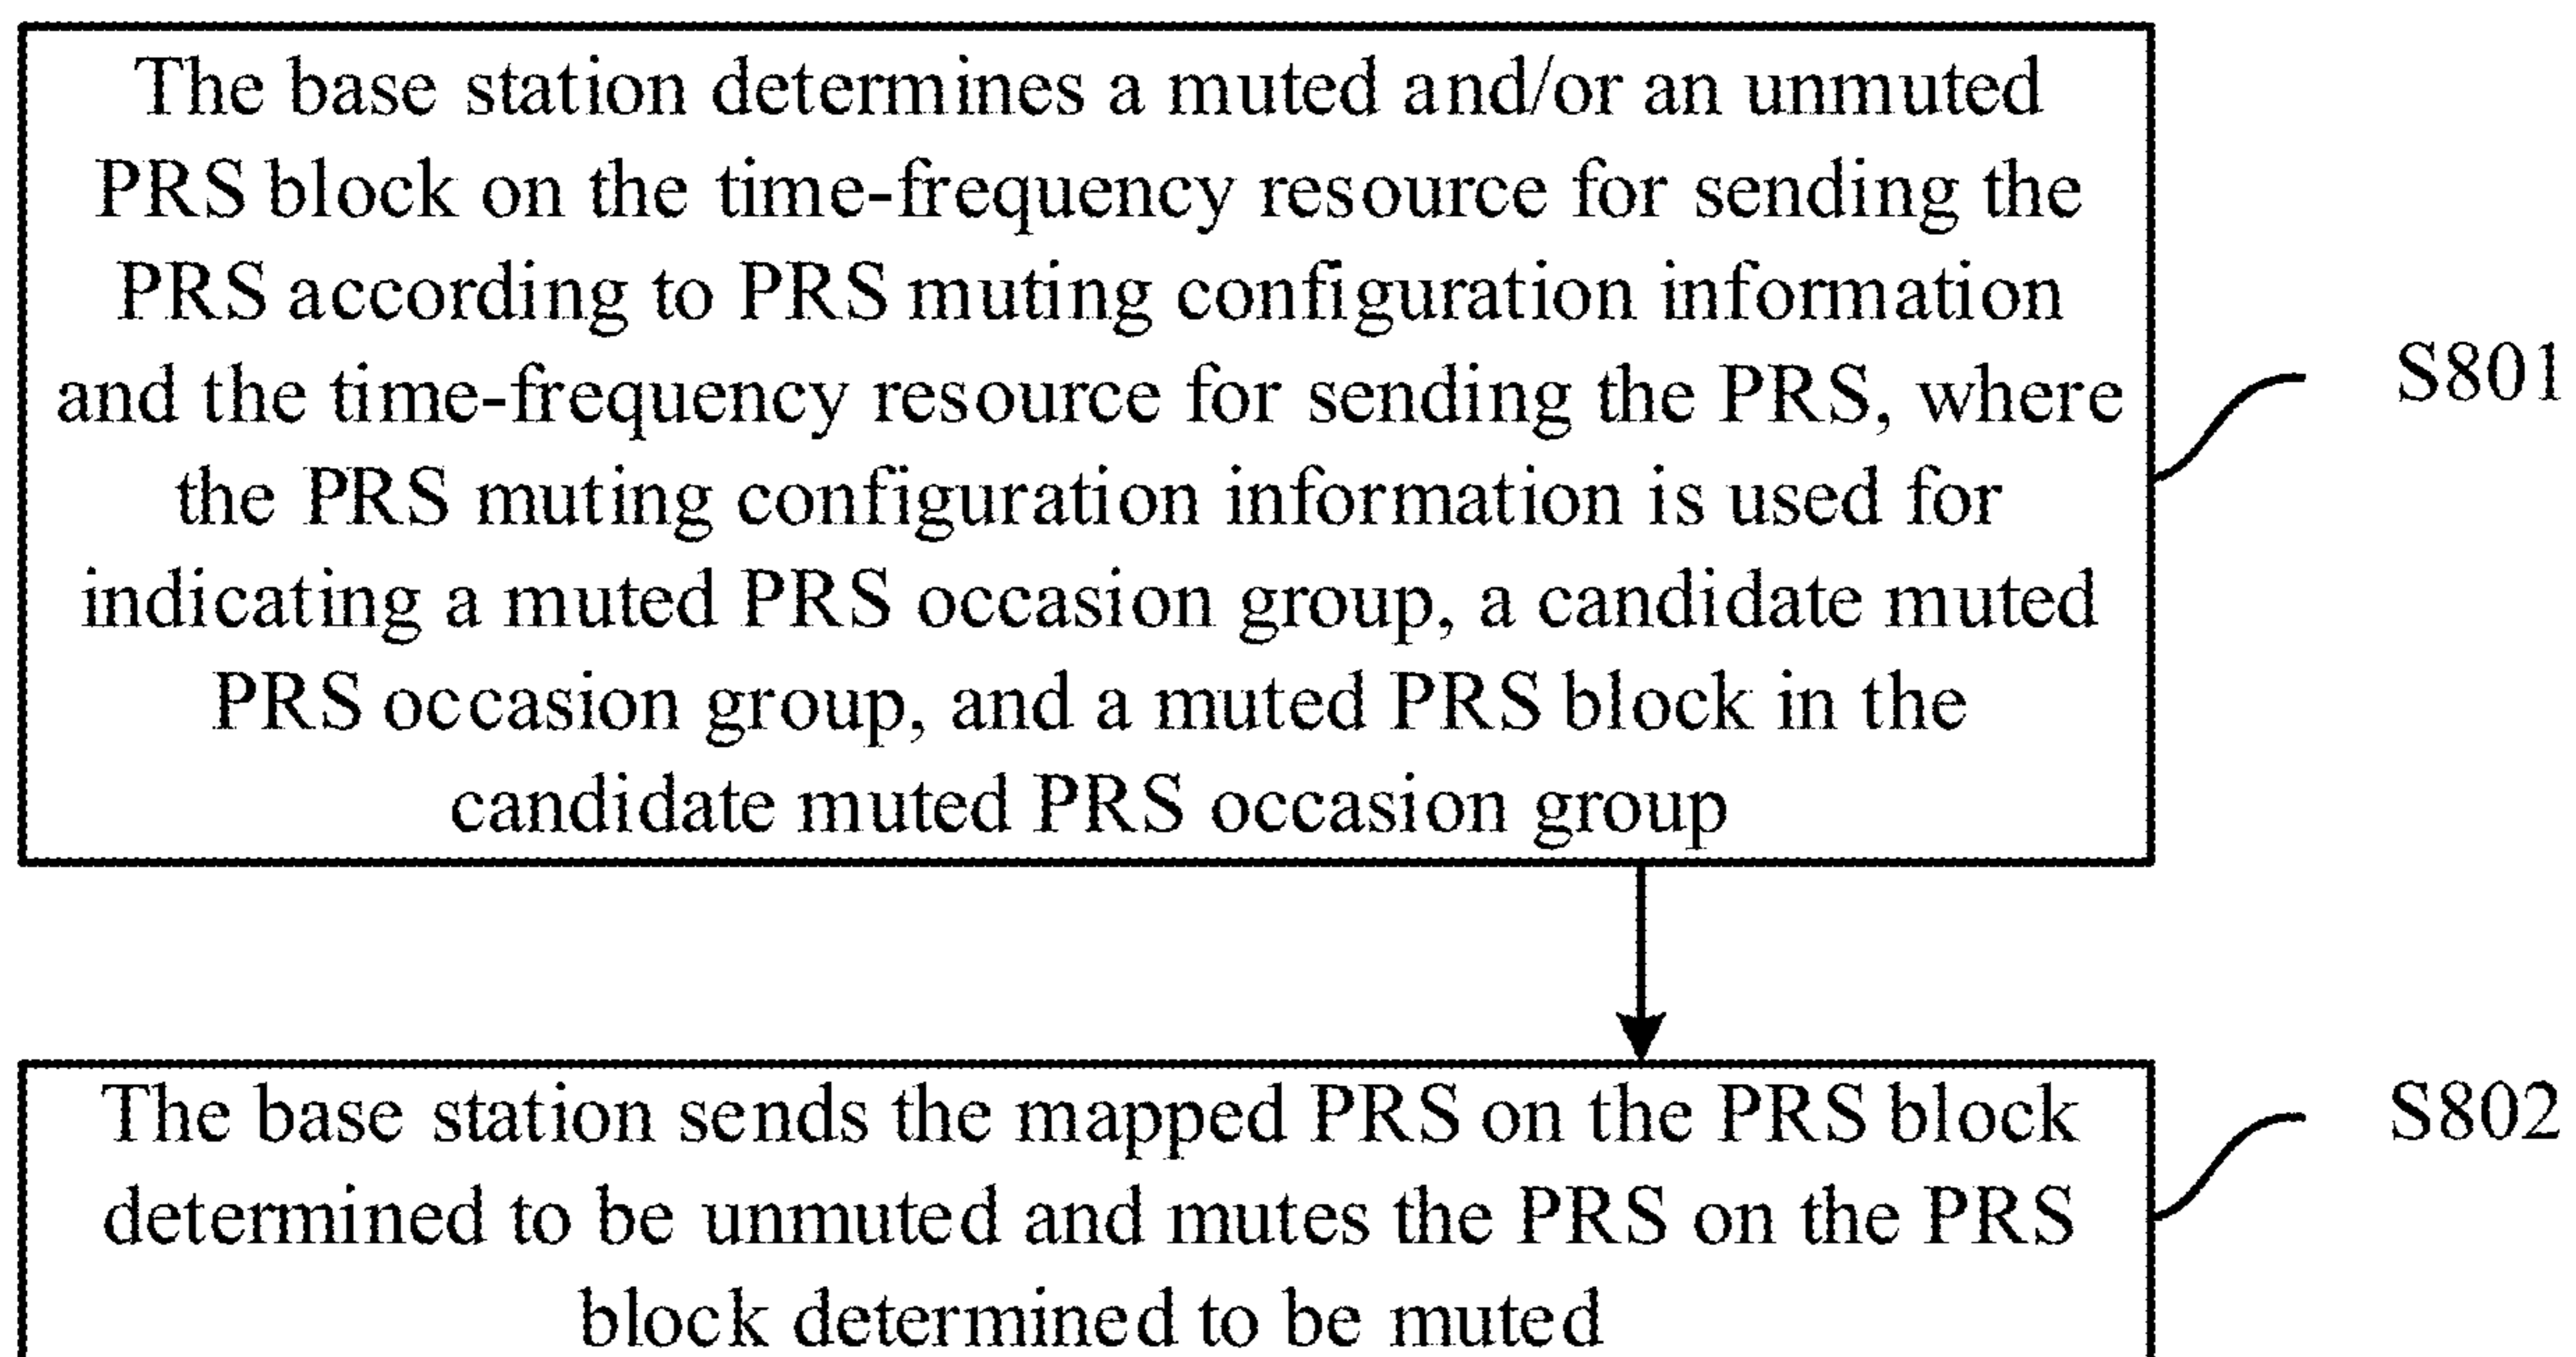 The base station determines a muted and/or an unmuted
PRS block on the time-frequency resource for sending the
PRS according to PRS muting configuration information
and the time-frequency resource for sending the PRS, where
the PRS muting configuration information is used for
indicating a muted PRS occasion group, a candidate muted
PRS occasion group, and a muted PRS block in the
candidate muted PRS occasion group
S801
The base station sends the mapped PRS on the PRS block
determined to be unmuted and mutes the PRS on the PRS
block determined to be muted
S802